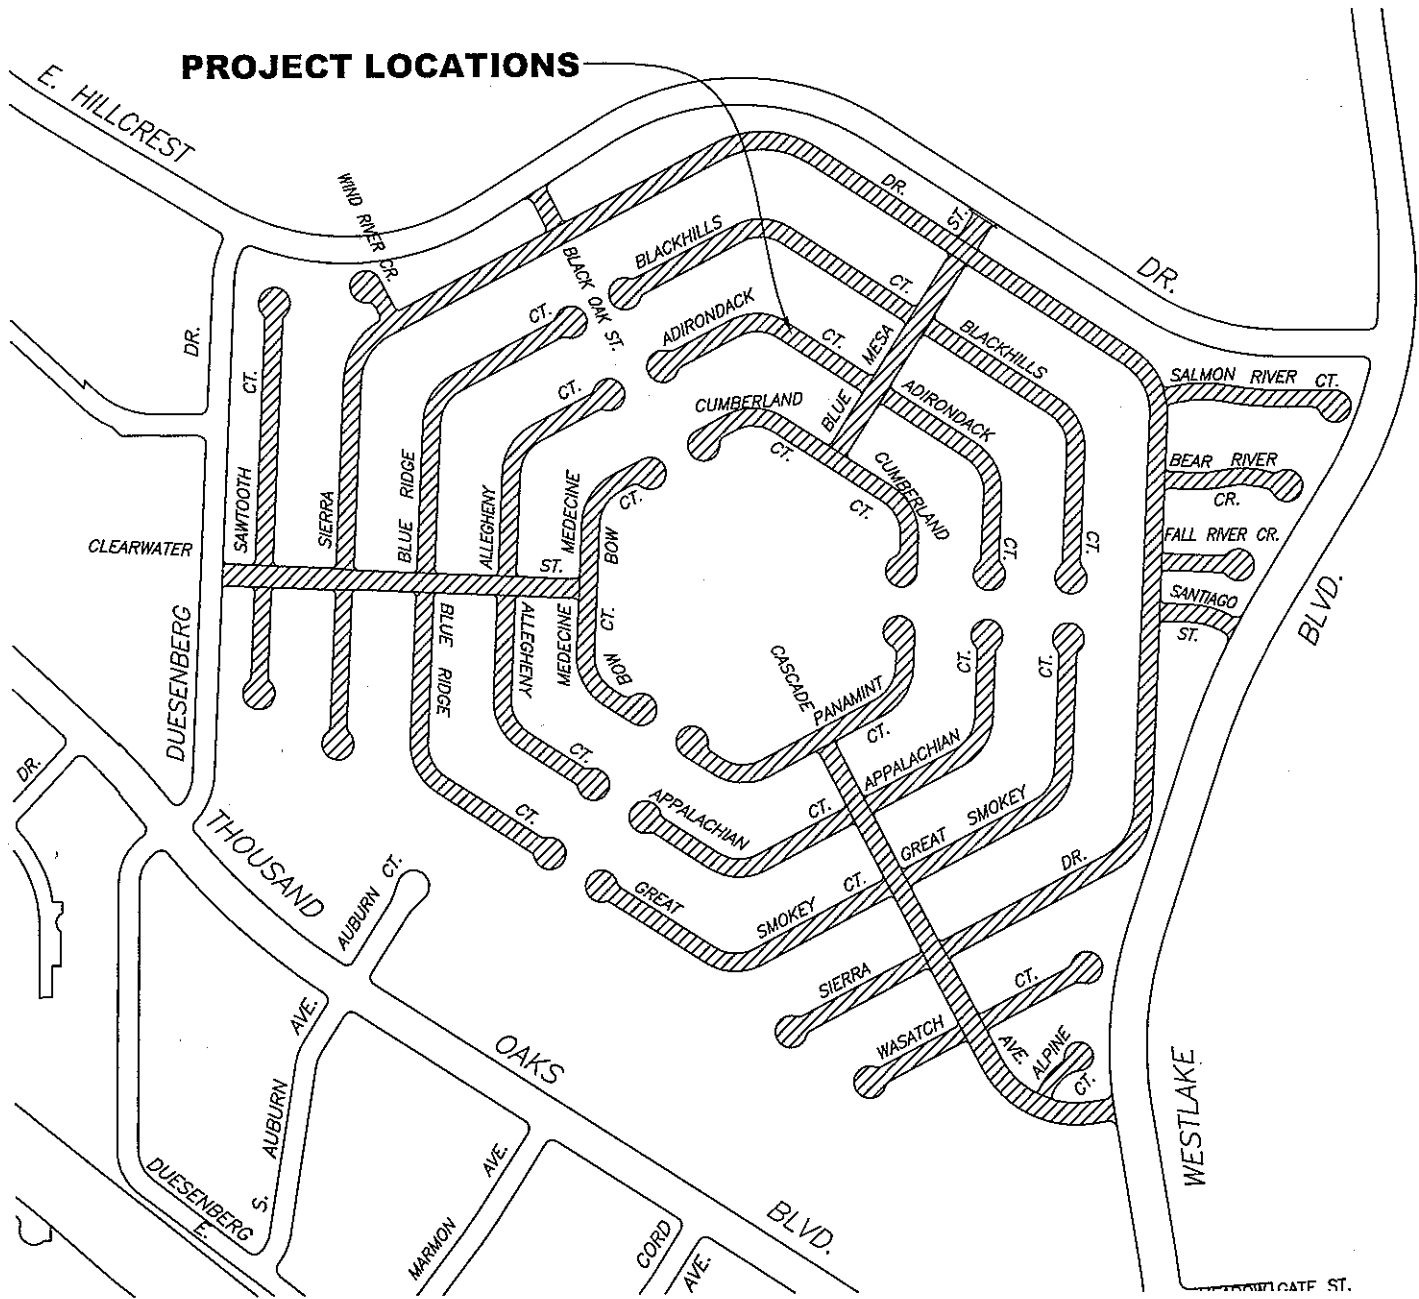 PROJECT LOCATIONS
E. HILLCREST
DR.
WIND RIVER CR.
DR.
ST.
BLACK OAK ST.
BLACKHILLS
CT.
BLACKHILLS
CT.
ADIRONDACK
CT.
ADIRONDACK
CT.
BLUE MESA
CUMBERLAND
CT.
CUMBERLAND
CT.
SALMON RIVER CT.
BEAR RIVER
CR.
FALL RIVER CR.
SANTIAGO
ST.
DR.
CT.
SAWTOOTH
SIERRA
CT.
BLUE RIDGE
CT.
ALLEGHENY
MEDECINE
BOW
CT.
CLEARWATER
ST.
DUESENBERG
BLUE RIDGE
CT.
ALLEGHENY
CT.
MEDECINE
BOW
CT.
CASCADE
PANAMINT
CT.
APPALACHIAN
CT.
APPALACHIAN
CT.
GREAT
SMOKEY
CT.
GREAT SMOKEY
CT.
SIERRA
DR.
WASATCH
CT.
AVE.
ALPINE
CT.
BLVD.
WESTLAKE
DR.
THOUSAND
OAKS
BLVD.
AUBURN CT.
AVE.
AUBURN
S.
DUESENBERG
E.
MARMON
AVE.
CORD
AVE.
GATE ST.